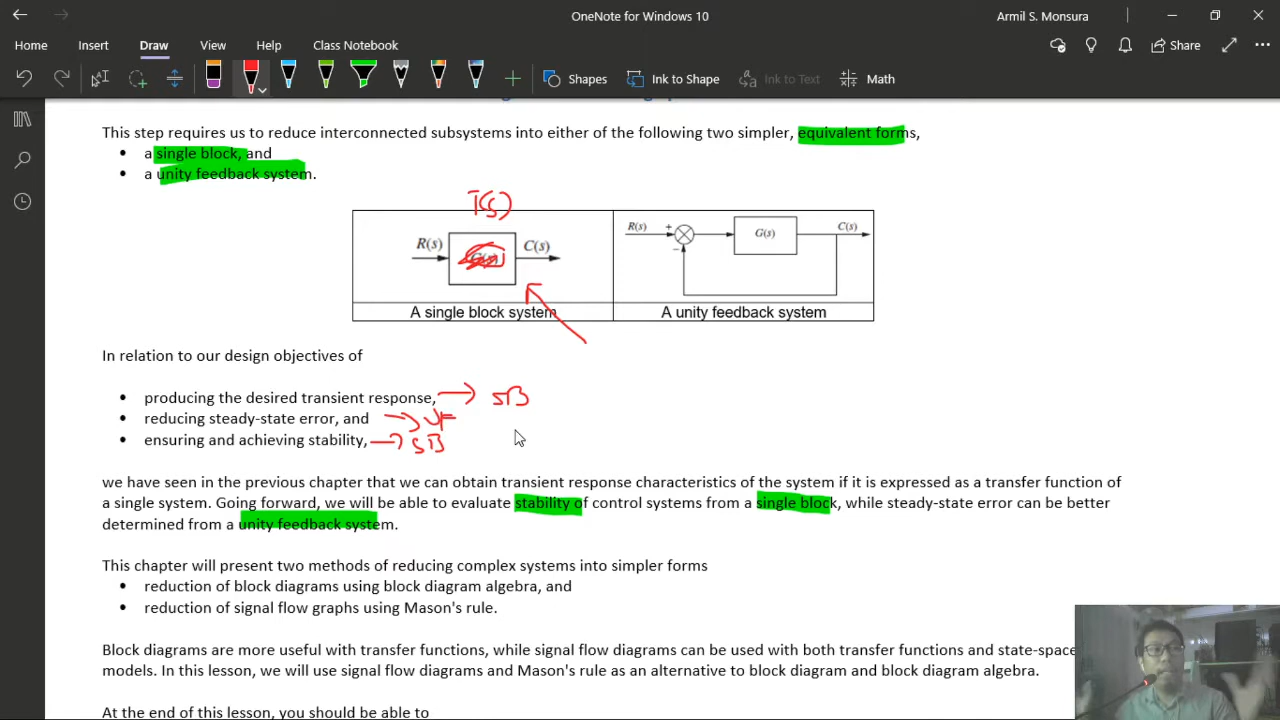 OneNote for Windows 10
Armil S. Monsura
Home Insert Draw View Help Class Notebook
Share
Shapes Ink to Shape Ink to Text Math
This step requires us to reduce interconnected subsystems into either of the following two simpler, equivalent forms,
• a single block, and
• a unity feedback system.
T(s)
R(s) C(s)
R(s) + G(s) C(s)
−
A single block system A unity feedback system
In relation to our design objectives of
• producing the desired transient response, → SB
• reducing steady-state error, and → UF
• ensuring and achieving stability, → SB
we have seen in the previous chapter that we can obtain transient response characteristics of the system if it is expressed as a transfer function of
a single system. Going forward, we will be able to evaluate stability of control systems from a single block, while steady-state error can be better
determined from a unity feedback system.
This chapter will present two methods of reducing complex systems into simpler forms
• reduction of block diagrams using block diagram algebra, and
• reduction of signal flow graphs using Mason's rule.
Block diagrams are more useful with transfer functions, while signal flow diagrams can be used with both transfer functions and state-space
models. In this lesson, we will use signal flow diagrams and Mason's rule as an alternative to block diagram and block diagram algebra.
At the end of this lesson, you should be able to